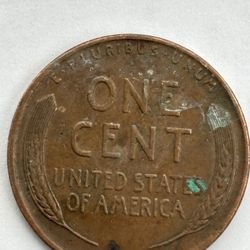 E·PLURIBUS·UNUM
ONE
CENT
UNITED STATES
OF AMERICA